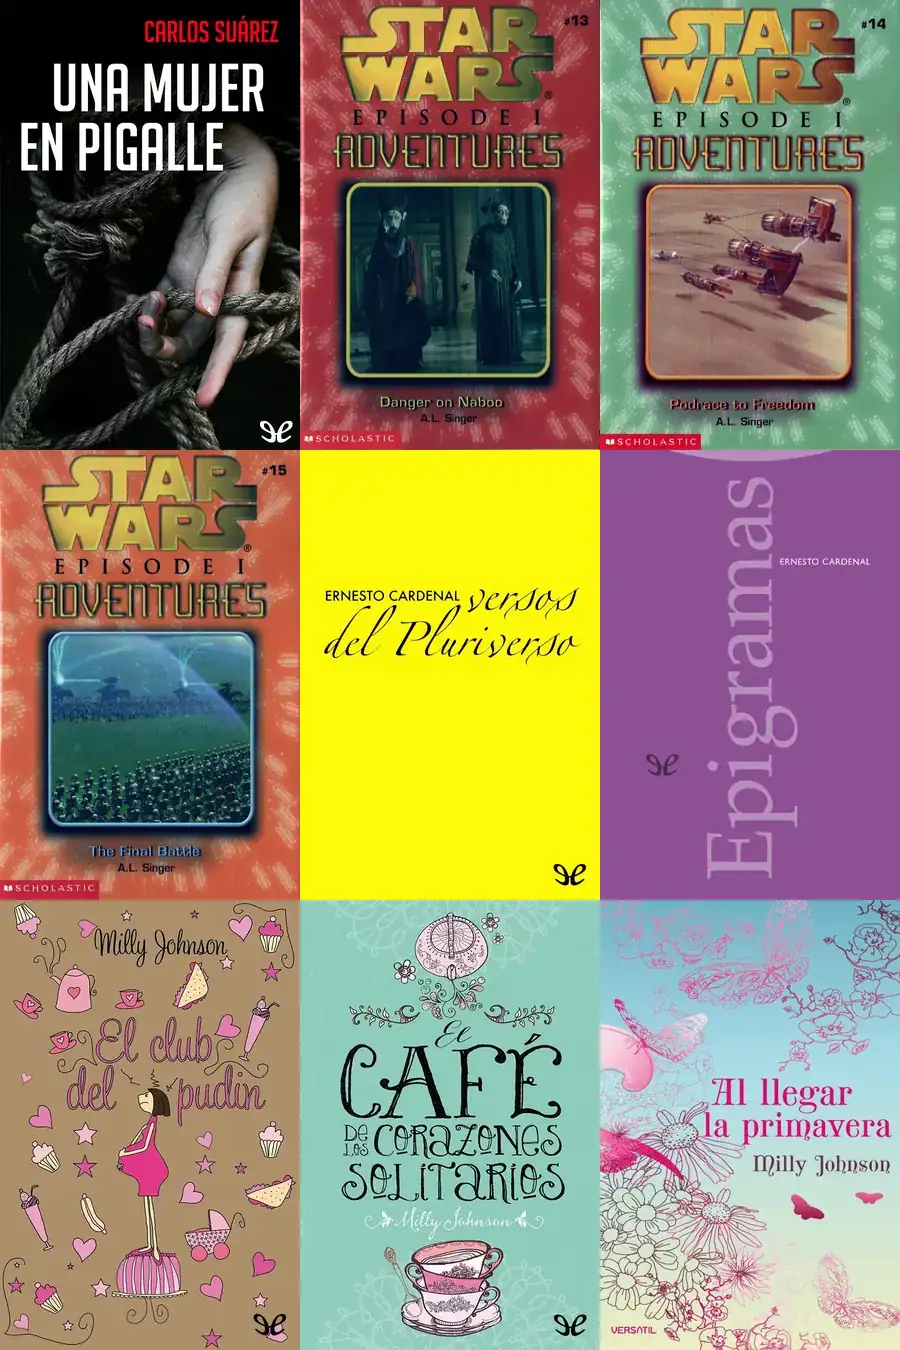 CARLOS SUÁREZ
UNA MUJER
EN PIGALLE
STAR
WARS
#13
EPISODE I
ADVENTURES
Danger on Naboo
A.L. Singer
SCHOLASTIC
STAR
WARS
#14
EPISODE I
ADVENTURES
Podrace to Freedom
A.L. Singer
SCHOLASTIC
STAR
WARS
#15
EPISODE I
ADVENTURES
The Final Battle
A.L. Singer
SCHOLASTIC
ERNESTO CARDENAL versos
del Pluriverso
Epigramas
ERNESTO CARDENAL
Milly Johnson
El club
del pudin
El
CAFÉ
DE LOS CORAZONES
SOLITARIOS
Milly Johnson
Al llegar
la primavera
Milly Johnson
VERSATIL